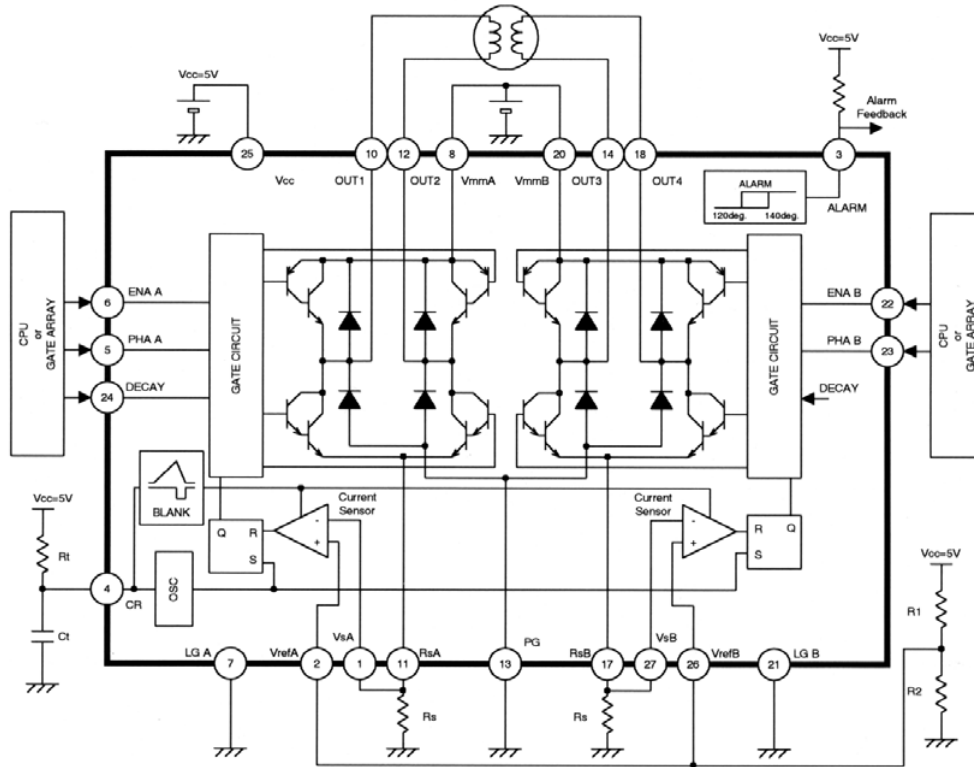 Vcc=5V
Vcc=5V
Alarm
Feedback
25
10
12
8
20
14
18
3
Vcc
OUT1
OUT2
VmmA
VmmB
OUT3
OUT4
ALARM
ALARM
120deg.
140deg.
CPU
or
GATE ARRAY
6
ENA A
5
PHA A
24
DECAY
GATE CIRCUIT
GATE CIRCUIT
ENA B
22
PHA B
23
DECAY
CPU
or
GATE ARRAY
BLANK
Current
Sensor
Current
Sensor
Q
R
S
-
+
-
+
R
Q
S
Vcc=5V
Rt
4
CR
OSC
Ct
Vcc=5V
R1
R2
LG A
VrefA
VsA
RsA
PG
RsB
VsB
VrefB
LG B
7
2
1
11
13
17
27
26
21
Rs
Rs